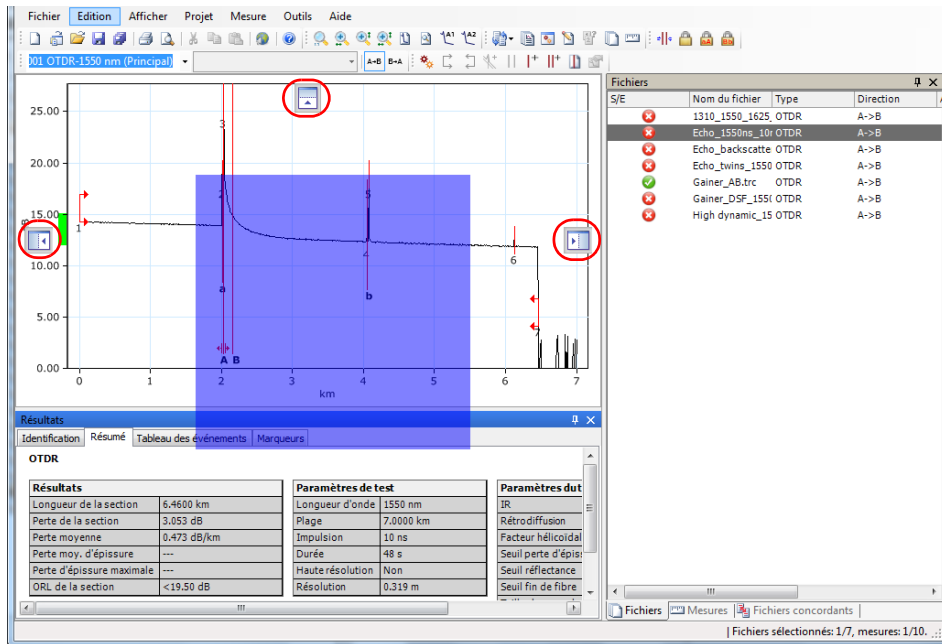 Fichier Edition Afficher Projet Mesure Outils Aide
001 OTDR-1550 nm (Principal)
A→B B→A
Fichiers
S/E Nom du fichier Type Direction
1310_1550_1625_ OTDR A->B
Echo_1550ns_10r OTDR A->B
Echo_backscatte OTDR A->B
Echo_twins_1550 OTDR A->B
Gainer_AB.trc OTDR A->B
Gainer_DSF_155( OTDR A->B
High dynamic_15 OTDR A->B
25.00
20.00
15.00
10.00
5.00
0.00
1
2
3
4
5
6
7
a
b
A B
0 1 2 3 4 5 6 7
km
Résultats
Identification Résumé Tableau des événements Marqueurs
OTDR
Résultats
Longueur de la section 6.4600 km
Perte de la section 3.053 dB
Perte moyenne 0.473 dB/km
Perte moy. d'épissure ---
Perte d'épissure maximale ---
ORL de la section <19.50 dB
Paramètres de test
Longueur d'onde 1550 nm
Plage 7.0000 km
Impulsion 10 ns
Durée 48 s
Haute résolution Non
Résolution 0.319 m
Paramètres du t
IR
Rétrodiffusion
Facteur hélicoïdal
Seuil perte d'épiss
Seuil réflectance
Seuil fin de fibre
Fichiers Mesures Fichiers concordants
Fichiers sélectionnés: 1/7, mesures: 1/10.